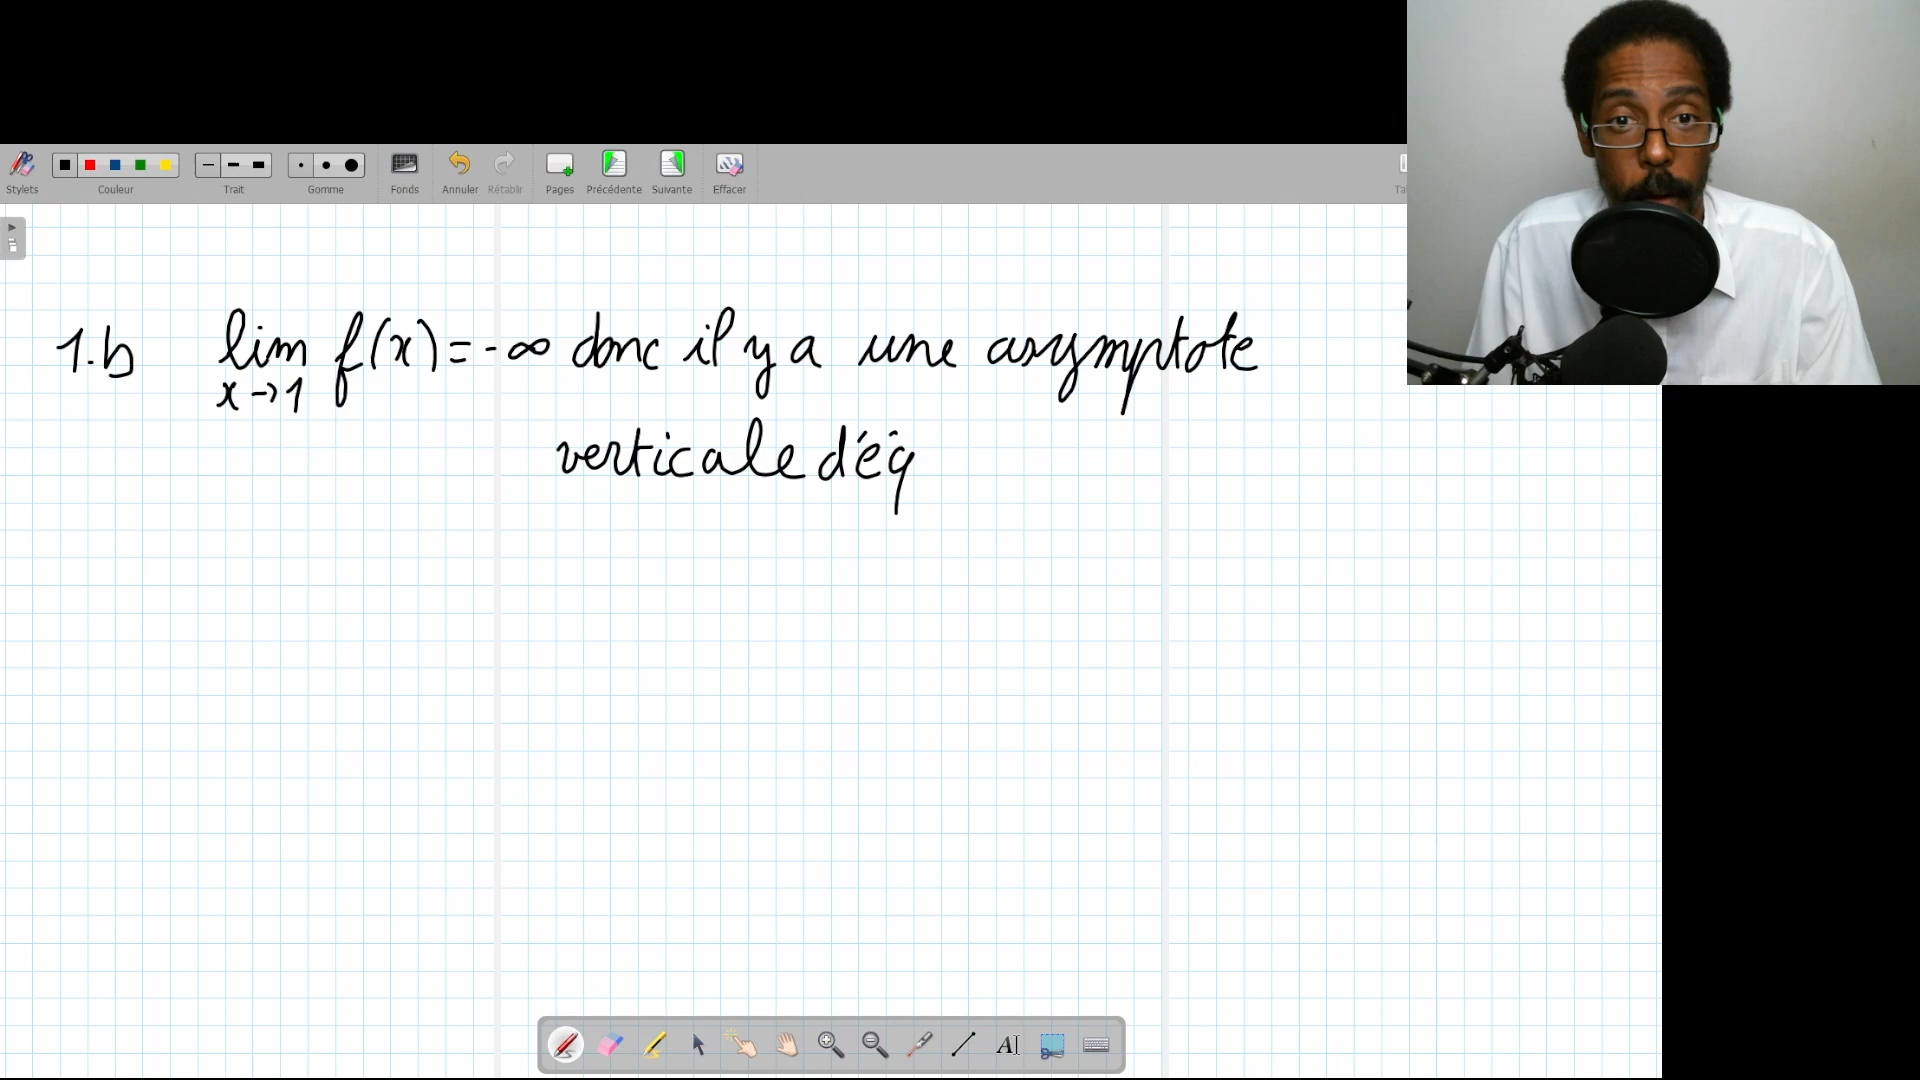 Stylets Couleur Trait Gomme Fonds Annuler Rétablir Pages Précédente Suivante Effacer
1.b lim f(x) = -∞ donc il y a une asymptote
x→1
verticale d'éq